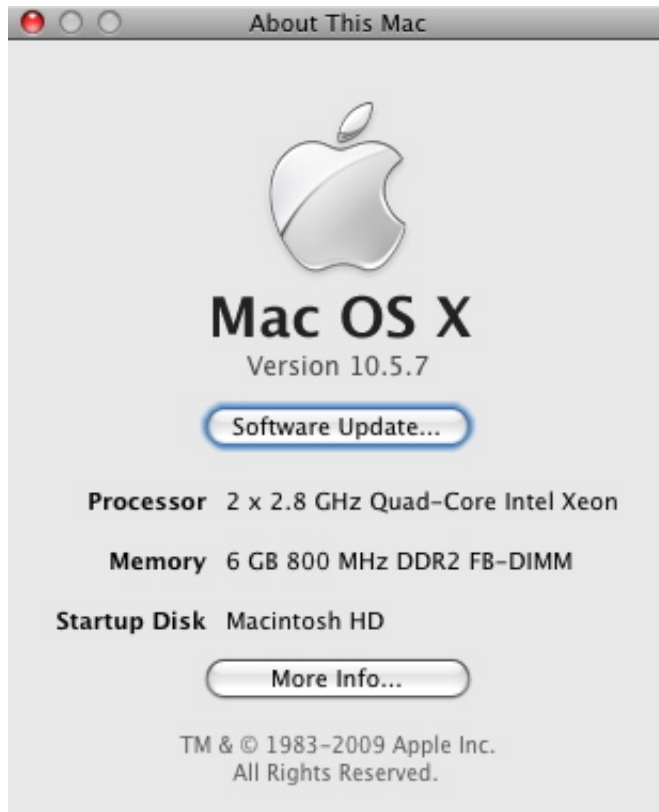 About This Mac
Mac OS X
Version 10.5.7
Software Update...
Processor 2 x 2.8 GHz Quad-Core Intel Xeon
Memory 6 GB 800 MHz DDR2 FB-DIMM
Startup Disk Macintosh HD
More Info...
TM & © 1983-2009 Apple Inc.
All Rights Reserved.